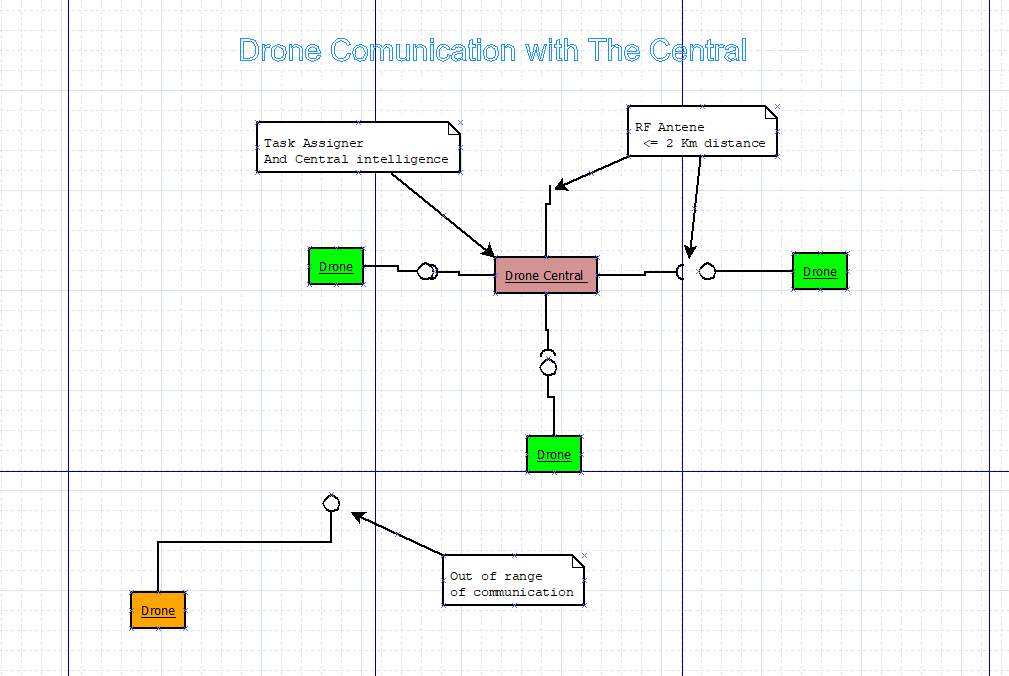 Drone Comunication with The Central
Task Assigner
And Central intelligence
RF Antene
<= 2 Km distance
Drone
Drone Central
Drone
Drone
Out of range
of communication
Drone